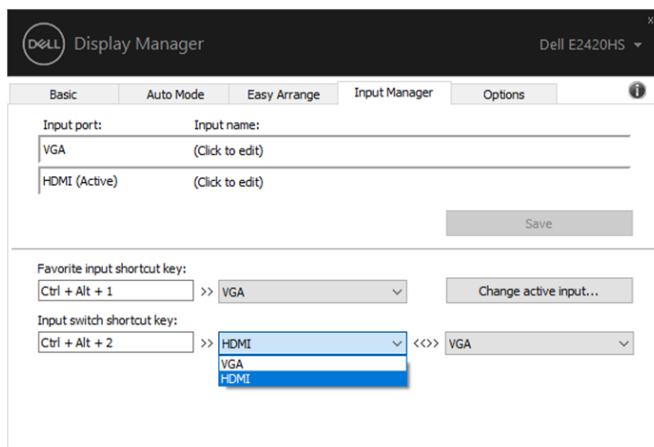 x
DELL Display Manager Dell E2420HS
Basic Auto Mode Easy Arrange Input Manager Options i
Input port: Input name:
VGA (Click to edit)
HDMI (Active) (Click to edit)
Save
Favorite input shortcut key:
Ctrl + Alt + 1 >> VGA Change active input...
Input switch shortcut key:
Ctrl + Alt + 2 >> HDMI <<>> VGA
VGA
HDMI